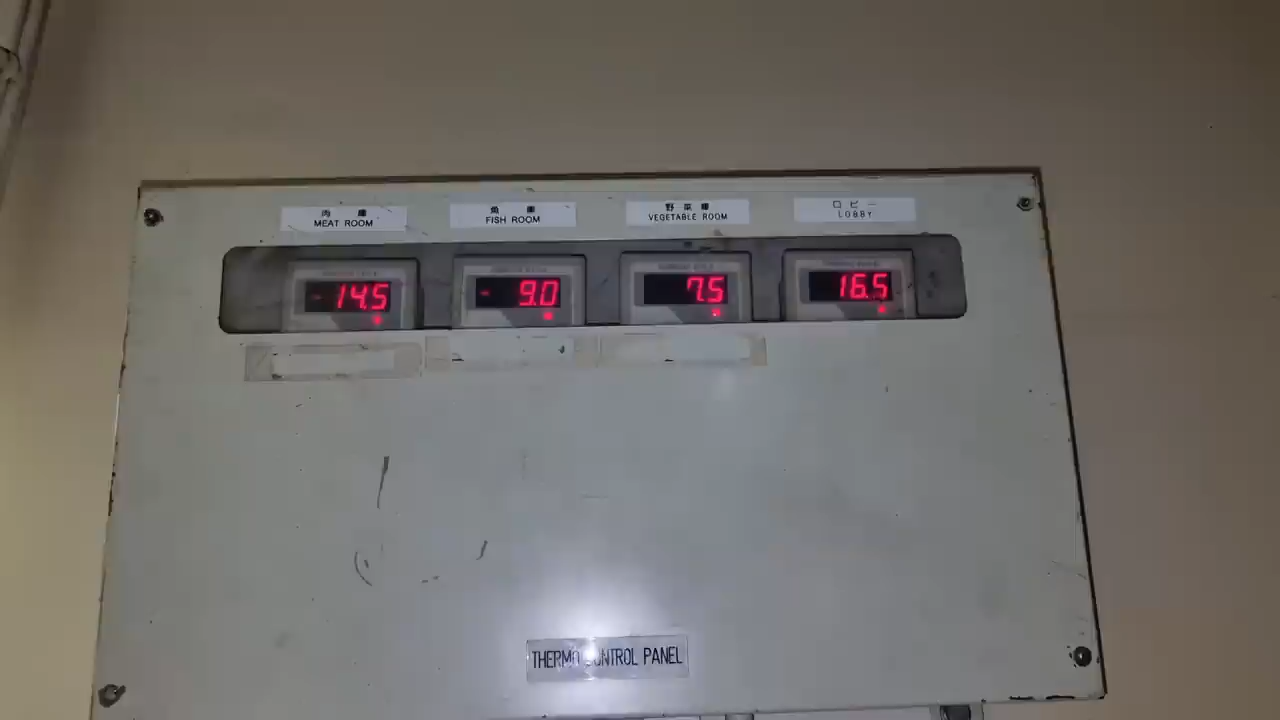 肉 庫
MEAT ROOM
魚 庫
FISH ROOM
野 菜 庫
VEGETABLE ROOM
ロ ビ ー
LOBBY
-14.5
- 9.0
7.5
16.5
THERMO CONTROL PANEL